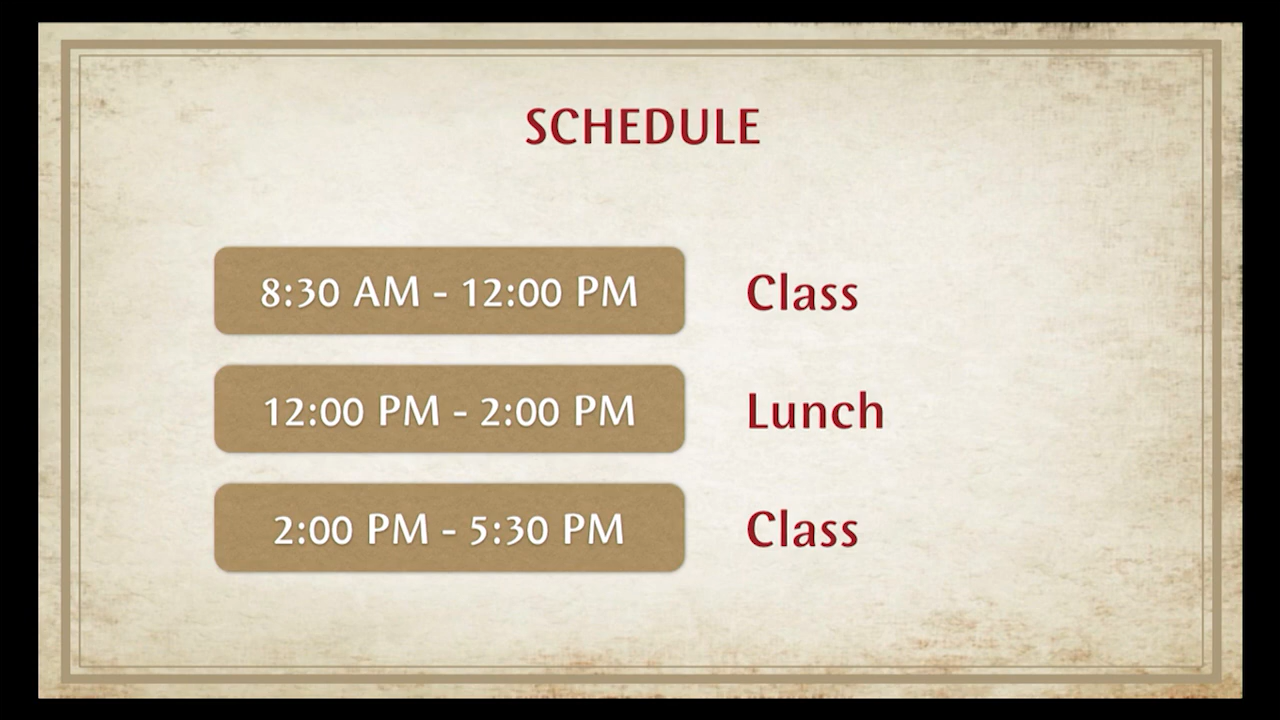 SCHEDULE
8:30 AM - 12:00 PM Class
12:00 PM - 2:00 PM Lunch
2:00 PM - 5:30 PM Class